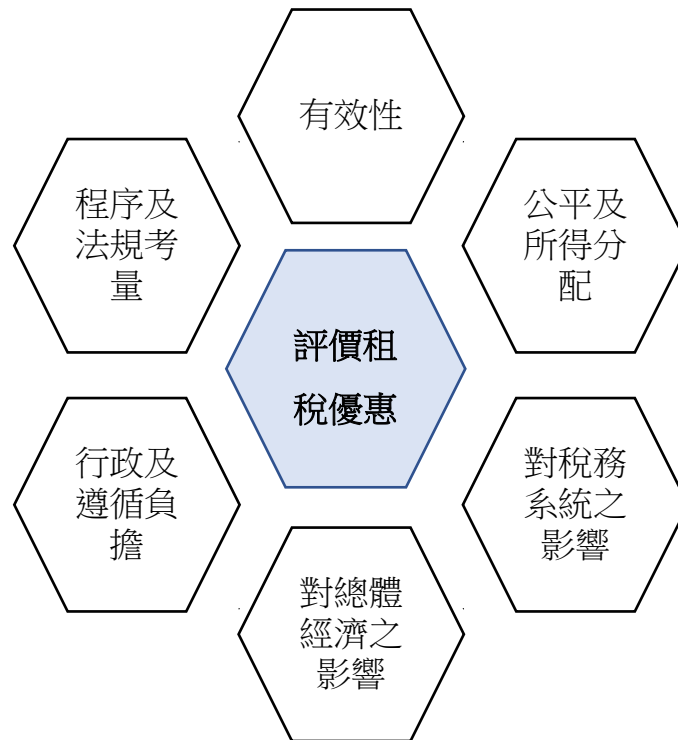 有效性
程序及
法規考
量
公平及
所得分
配
評價租
稅優惠
行政及
遵循負
擔
對稅務
系統之
影響
對總體
經濟之
影響